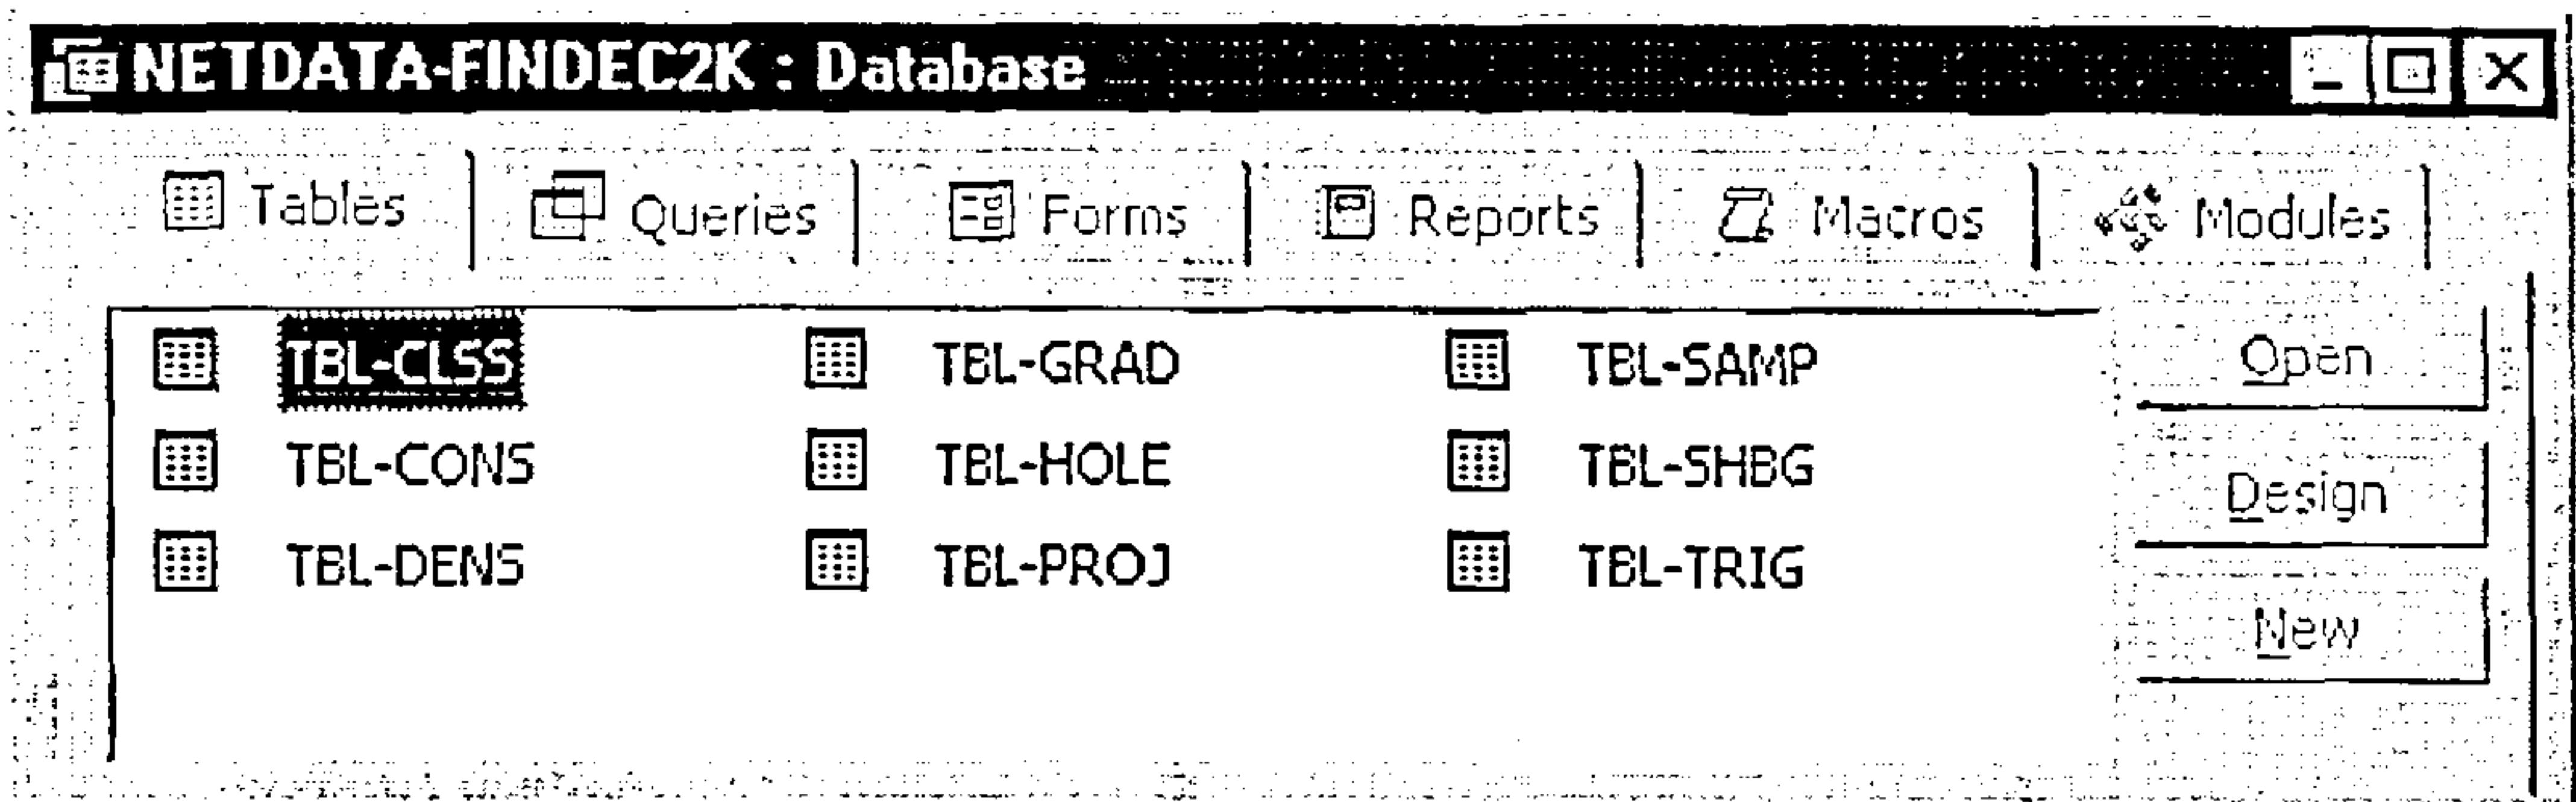 NETDATA-FINDEC2K : Database
Tables Queries Forms Reports Macros Modules
TBL-CLSS TBL-GRAD TBL-SAMP Open
TBL-CONS TBL-HOLE TBL-SHBG
Design
TBL-DENS TBL-PROJ TBL-TRIG
New